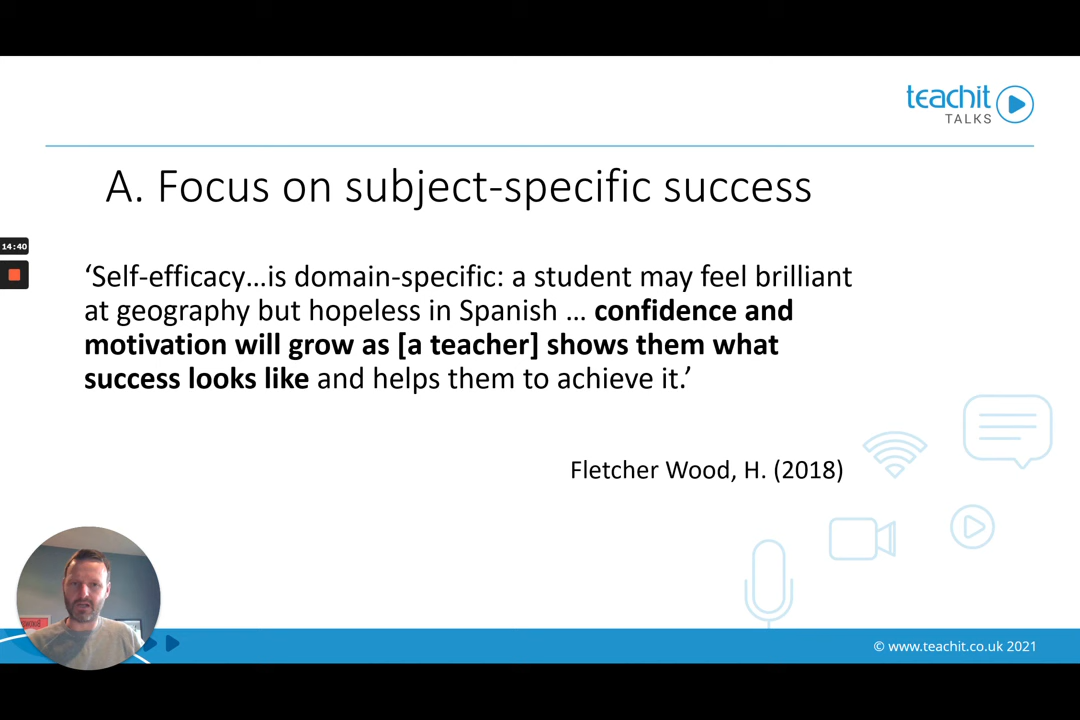 teachit
TALKS
A. Focus on subject-specific success
14:40
‘Self-efficacy…is domain-specific: a student may feel brilliant
at geography but hopeless in Spanish … confidence and
motivation will grow as [a teacher] shows them what
success looks like and helps them to achieve it.’
Fletcher Wood, H. (2018)
© www.teachit.co.uk 2021